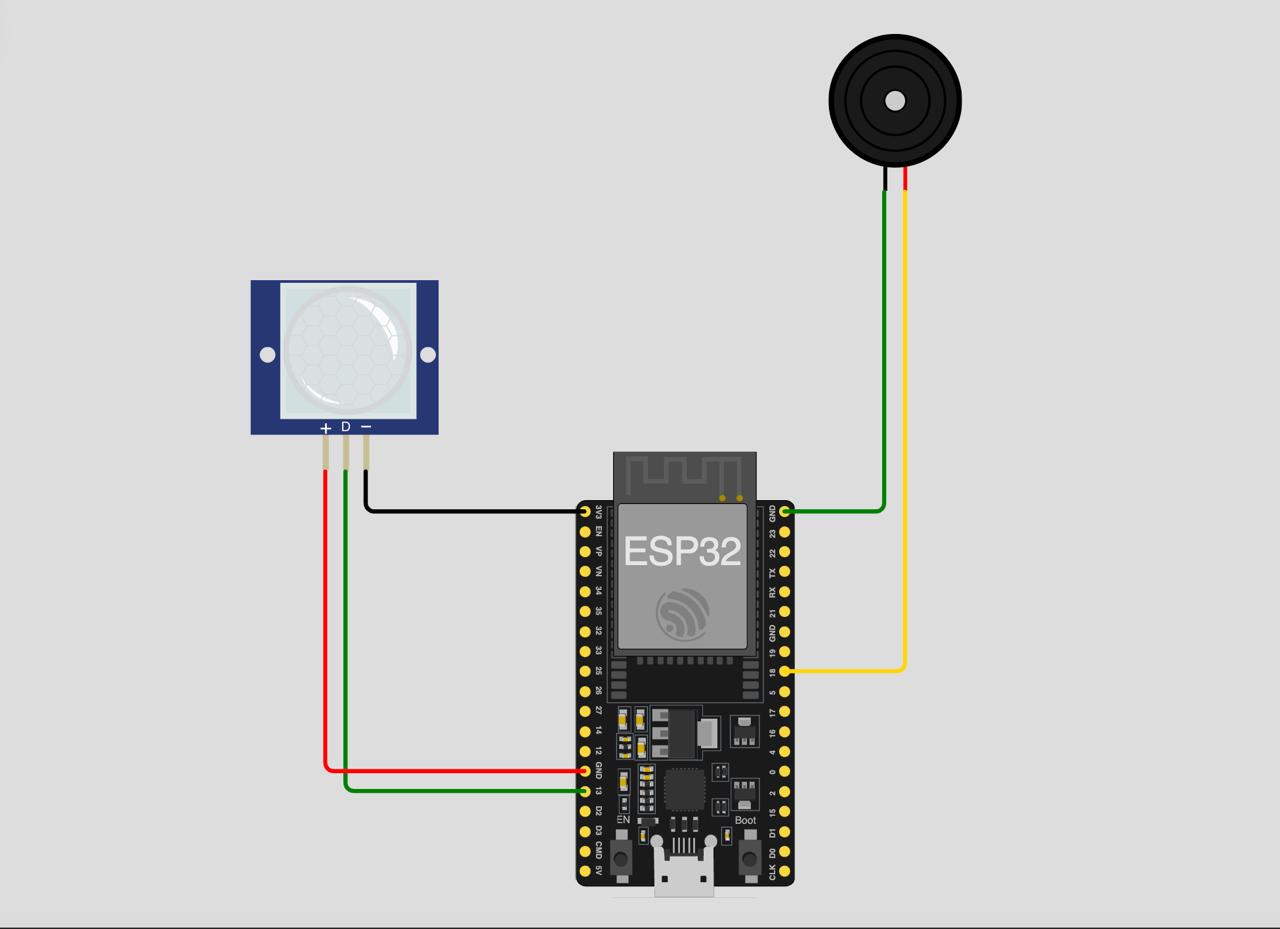 + D −
ESP32
3V3
EN
VP
VN
34
35
32
33
25
26
27
14
12
GND
13
D2
D3
CMD
5V
GND
23
22
TX
RX
21
GND
19
18
5
17
16
4
0
2
15
D1
D0
CLK
EN
Boot